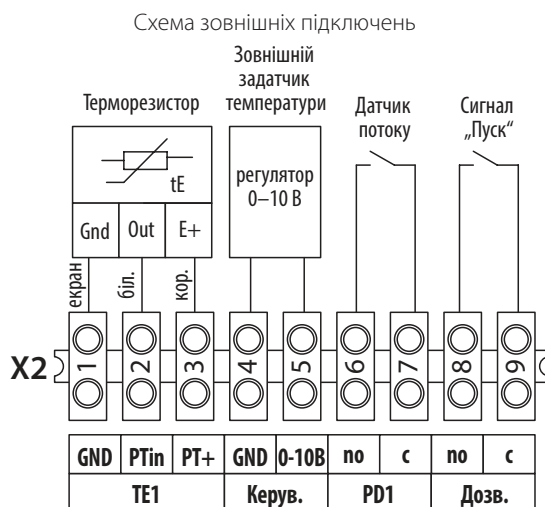 Схема зовнішніх підключень
Терморезистор
Зовнішній
задатчик
температури
Датчик
потоку
Сигнал
„Пуск“
tE
регулятор
0–10 В
Gnd Out E+
екран біл. кор.
X2 1 2 3 4 5 6 7 8 9
GND PTin PT+ GND 0-10В no c no c
TE1 Керув. PD1 Дозв.